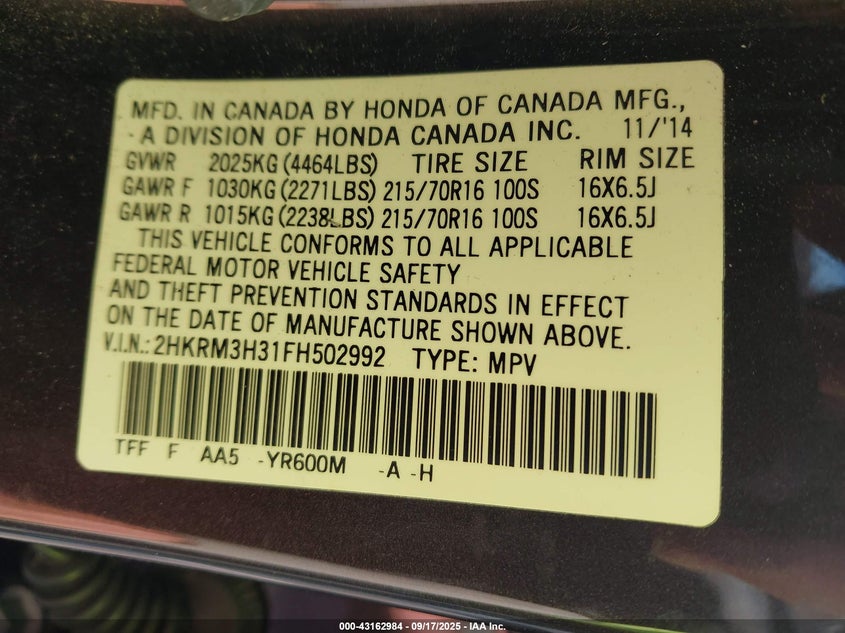 MFD. IN CANADA BY HONDA OF CANADA MFG.,
- A DIVISION OF HONDA CANADA INC. 11/'14
GVWR 2025KG (4464LBS) TIRE SIZE RIM SIZE
GAWR F 1030KG (2271LBS) 215/70R16 100S 16X6.5J
GAWR R 1015KG (2238LBS) 215/70R16 100S 16X6.5J
THIS VEHICLE CONFORMS TO ALL APPLICABLE
FEDERAL MOTOR VEHICLE SAFETY
AND THEFT PREVENTION STANDARDS IN EFFECT
ON THE DATE OF MANUFACTURE SHOWN ABOVE.
V.I.N.: 2HKRM3H31FH502992 TYPE: MPV
TFF F AA5 -YR600M -A -H
000-43162984 - 09/17/2025 - IAA Inc.